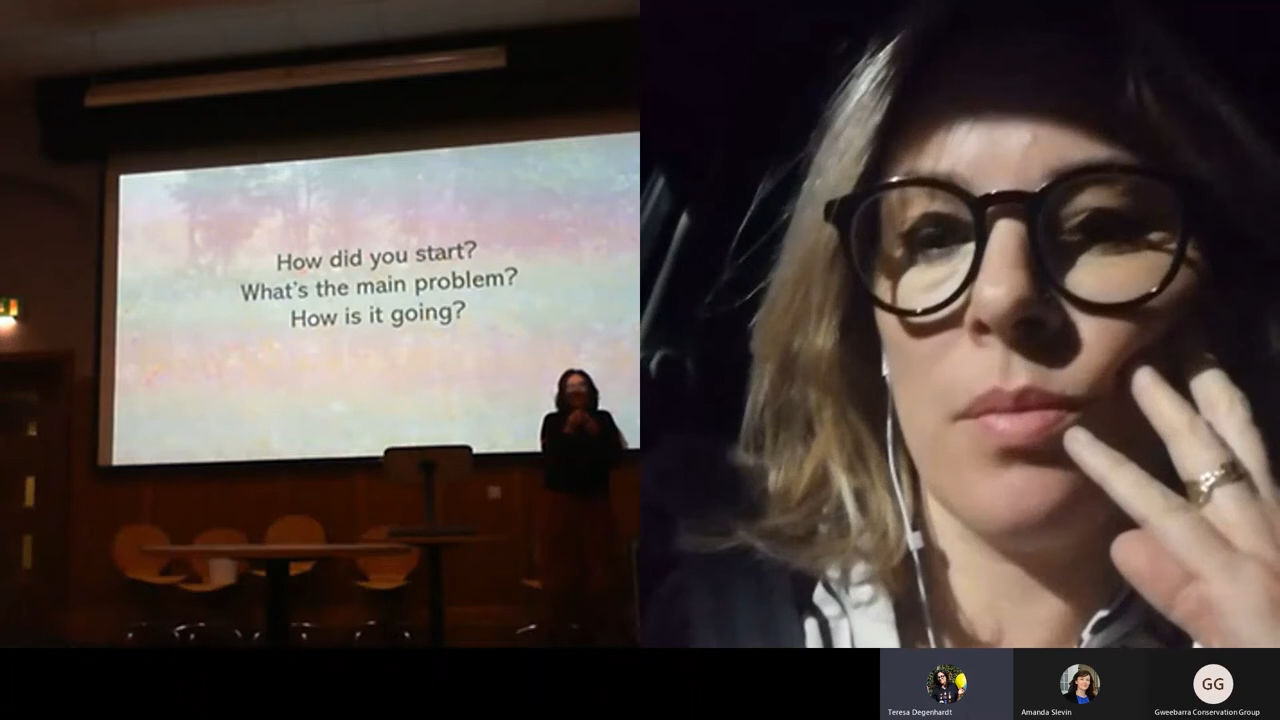 How did you start?
What's the main problem?
How is it going?
GG
Teresa Degenhardt
Amanda Slevin
Gweebarra Conservation Group